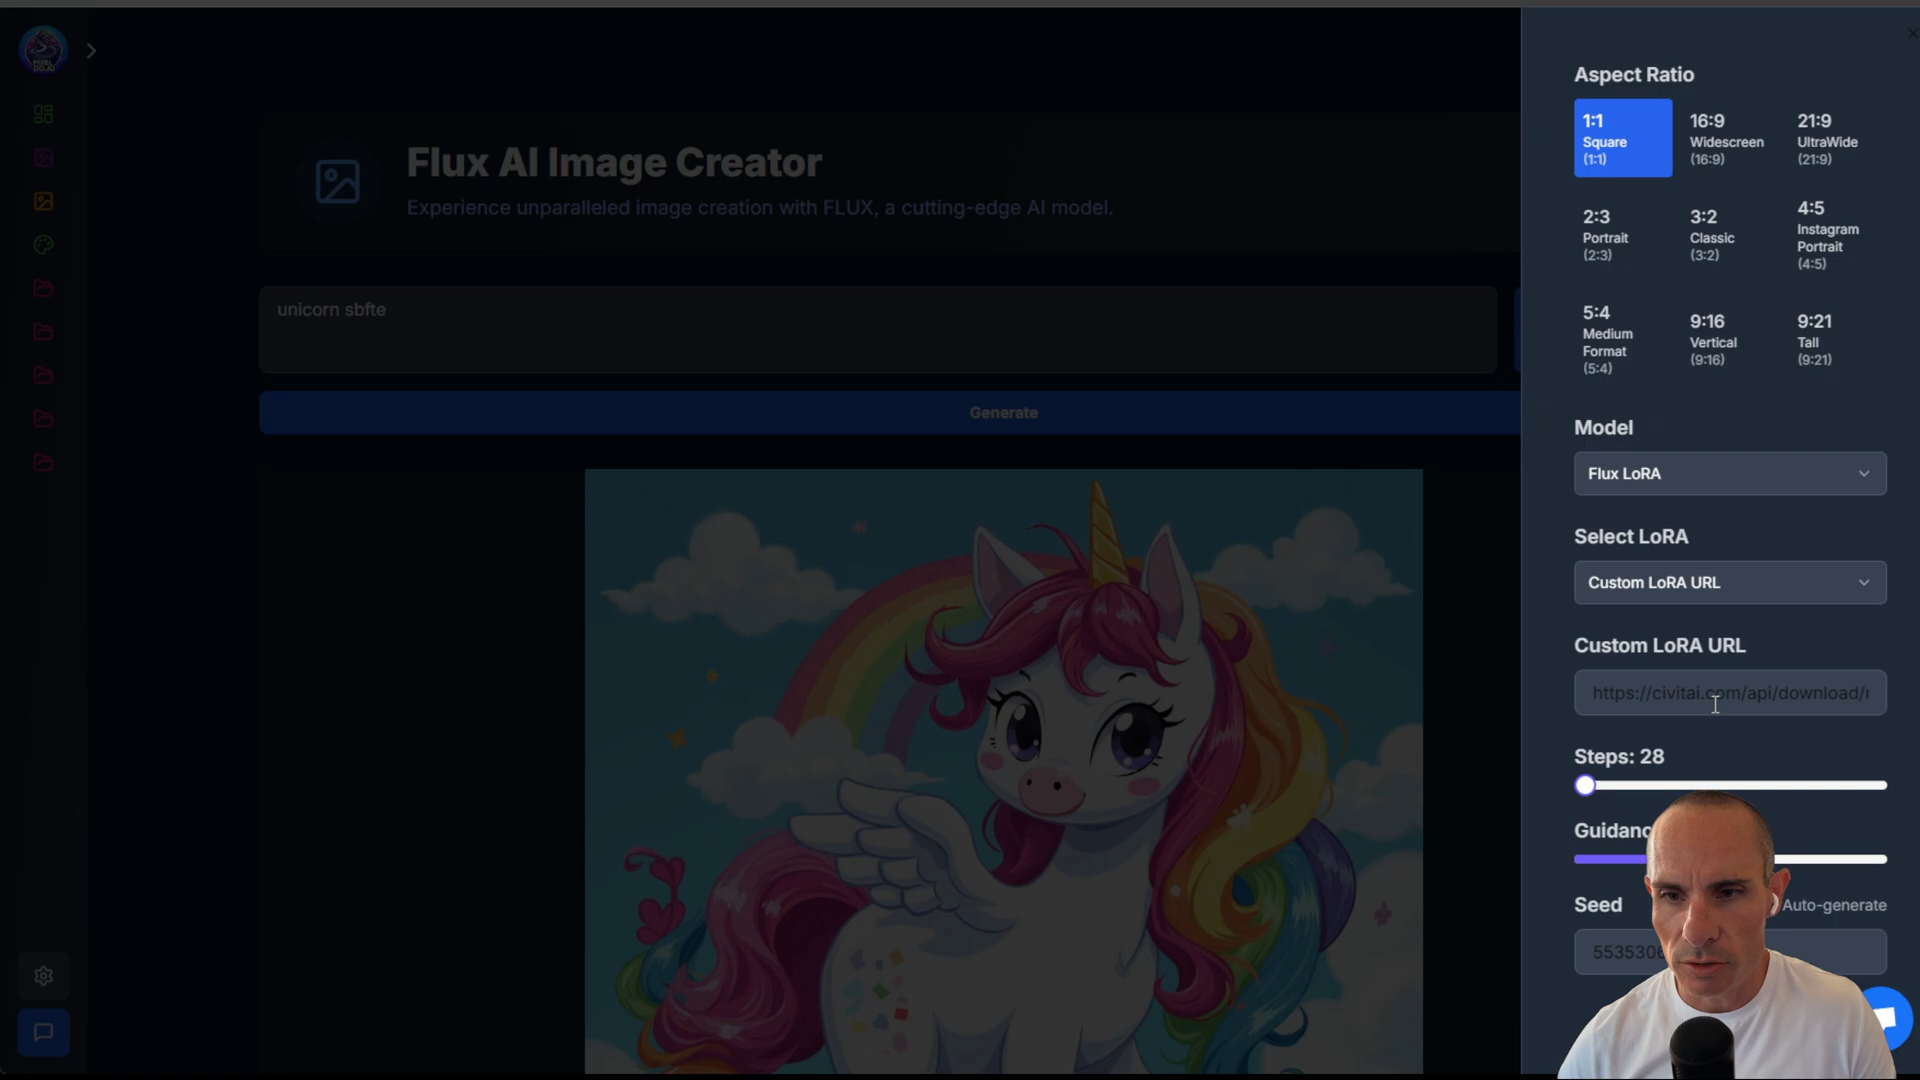 PIXEL
DOJO
Flux AI Image Creator
Experience unparalleled image creation with FLUX, a cutting-edge AI model.
unicorn sbfte
Generate
Aspect Ratio
1:1
Square
(1:1)
16:9
Widescreen
(16:9)
21:9
UltraWide
(21:9)
2:3
Portrait
(2:3)
3:2
Classic
(3:2)
4:5
Instagram
Portrait
(4:5)
5:4
Medium
Format
(5:4)
9:16
Vertical
(9:16)
9:21
Tall
(9:21)
Model
Flux LoRA
Select LoRA
Custom LoRA URL
Custom LoRA URL
https://civitai.com/api/download/
Steps: 28
Guidanc
Seed
Auto-generate
553530